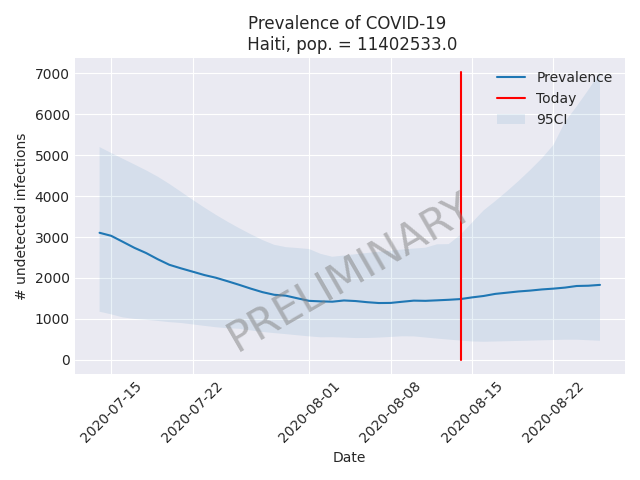 Prevalence of COVID-19
Haiti, pop. = 11402533.0
7000
6000
5000
4000
3000
2000
1000
0
# undetected infections
Prevalence
Today
95CI
PRELIMINARY
2020-07-15
2020-07-22
2020-08-01
2020-08-08
2020-08-15
2020-08-22
Date